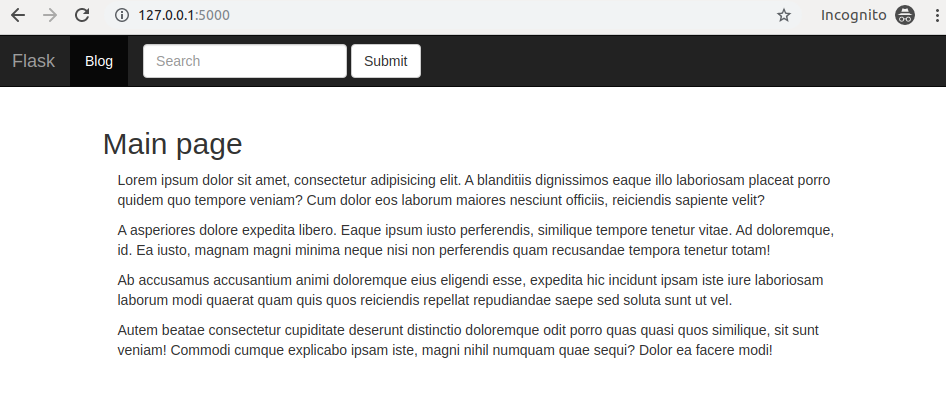 127.0.0.1:5000
Incognito
Flask Blog Search Submit
Main page
Lorem ipsum dolor sit amet, consectetur adipisicing elit. A blanditiis dignissimos eaque illo laboriosam placeat porro
quidem quo tempore veniam? Cum dolor eos laborum maiores nesciunt officiis, reiciendis sapiente velit?
A asperiores dolore expedita libero. Eaque ipsum iusto perferendis, similique tempore tenetur vitae. Ad doloremque,
id. Ea iusto, magnam magni minima neque nisi non perferendis quam recusandae tempora tenetur totam!
Ab accusamus accusantium animi doloremque eius eligendi esse, expedita hic incidunt ipsam iste iure laboriosam
laborum modi quaerat quam quis quos reiciendis repellat repudiandae saepe sed soluta sunt ut vel.
Autem beatae consectetur cupiditate deserunt distinctio doloremque odit porro quas quasi quos similique, sit sunt
veniam! Commodi cumque explicabo ipsam iste, magni nihil numquam quae sequi? Dolor ea facere modi!